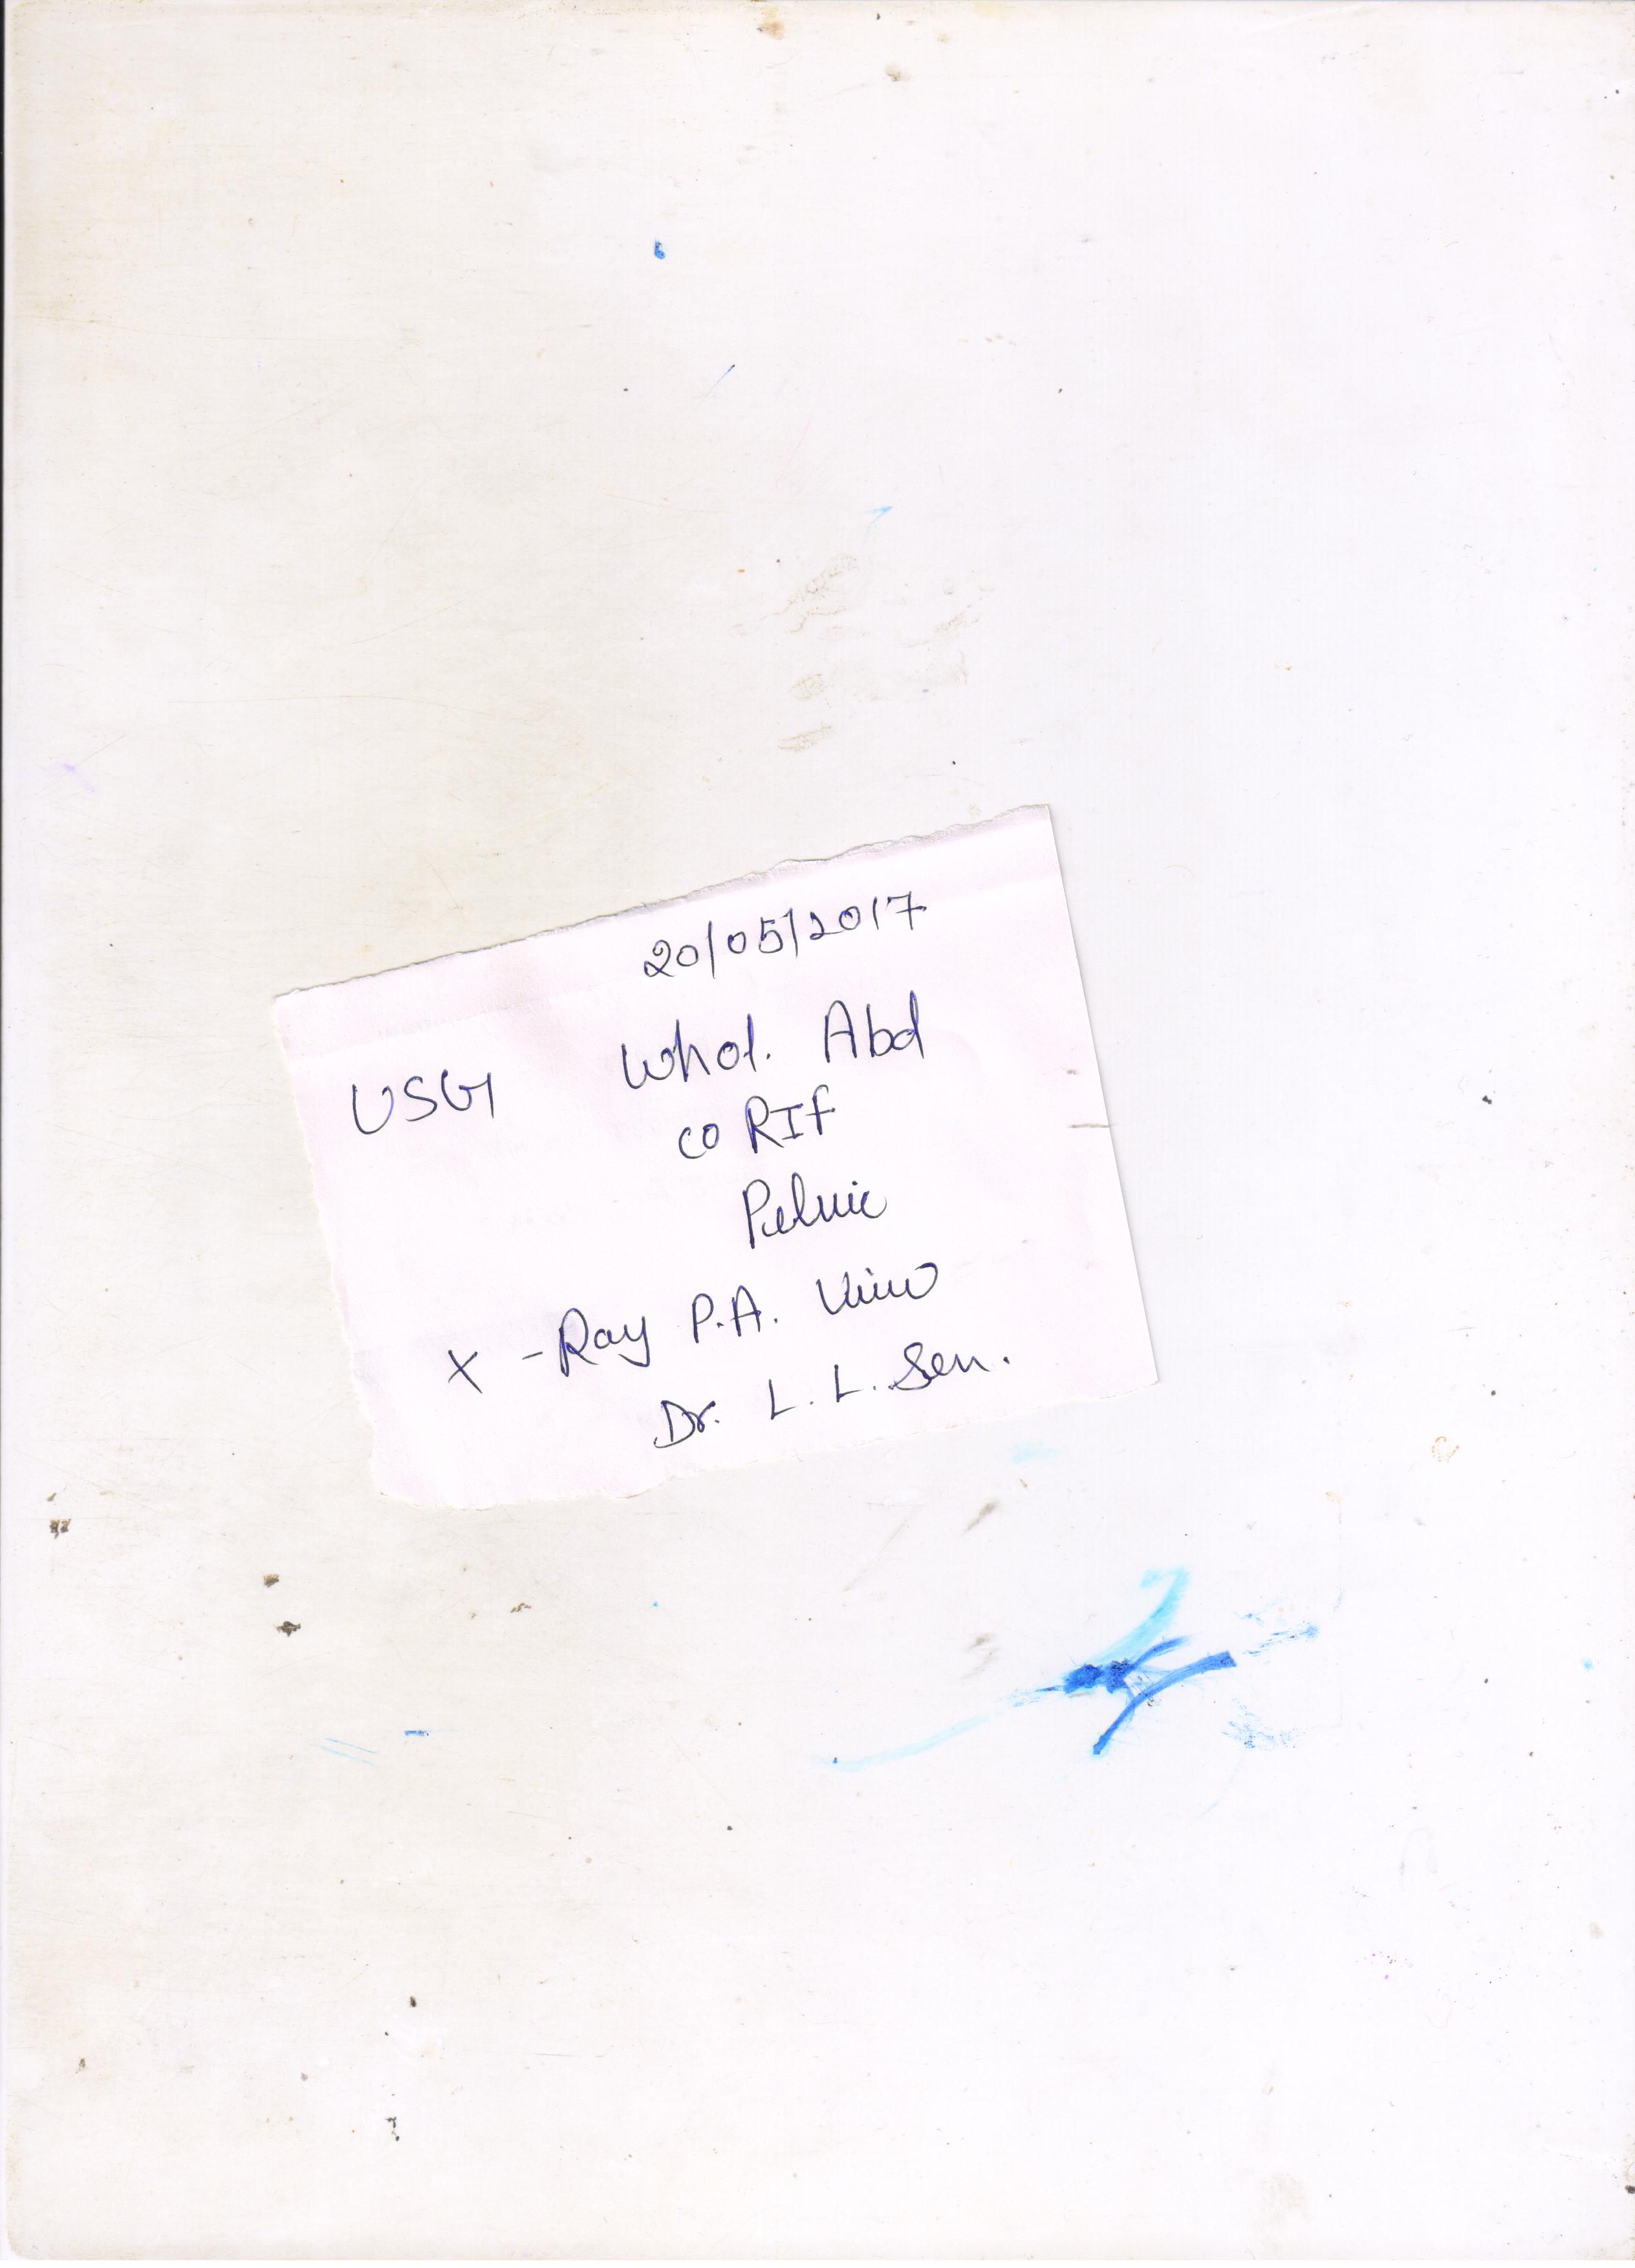 20/05/2017
USG Whol. Abd
co RIF
Pelvic
X-Ray P.A. View
Dr. L. L. Sen.